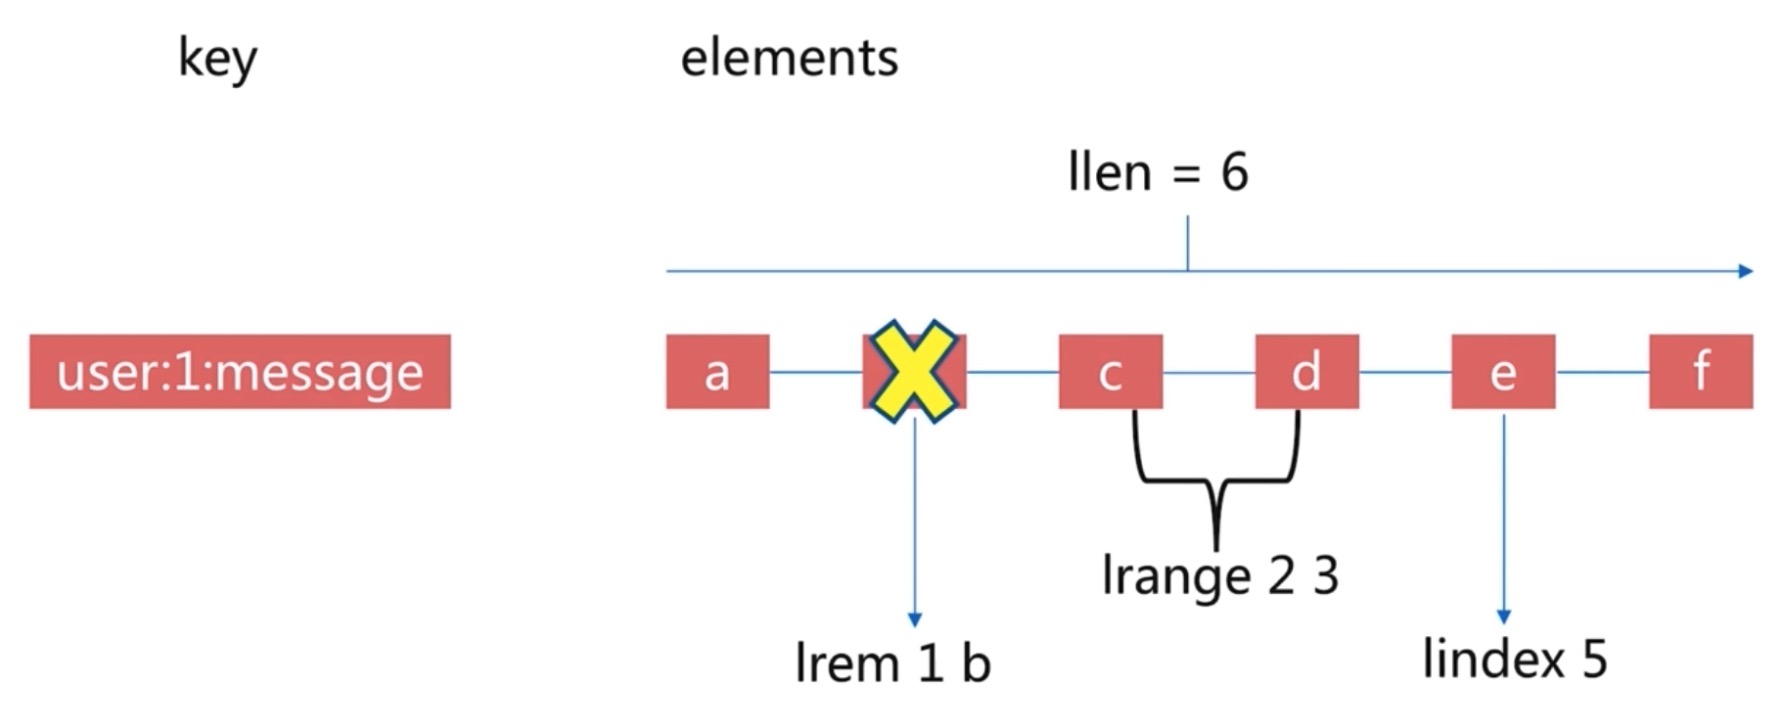 key elements
llen = 6
user:1:message a c d e f
lrange 2 3
lrem 1 b lindex 5